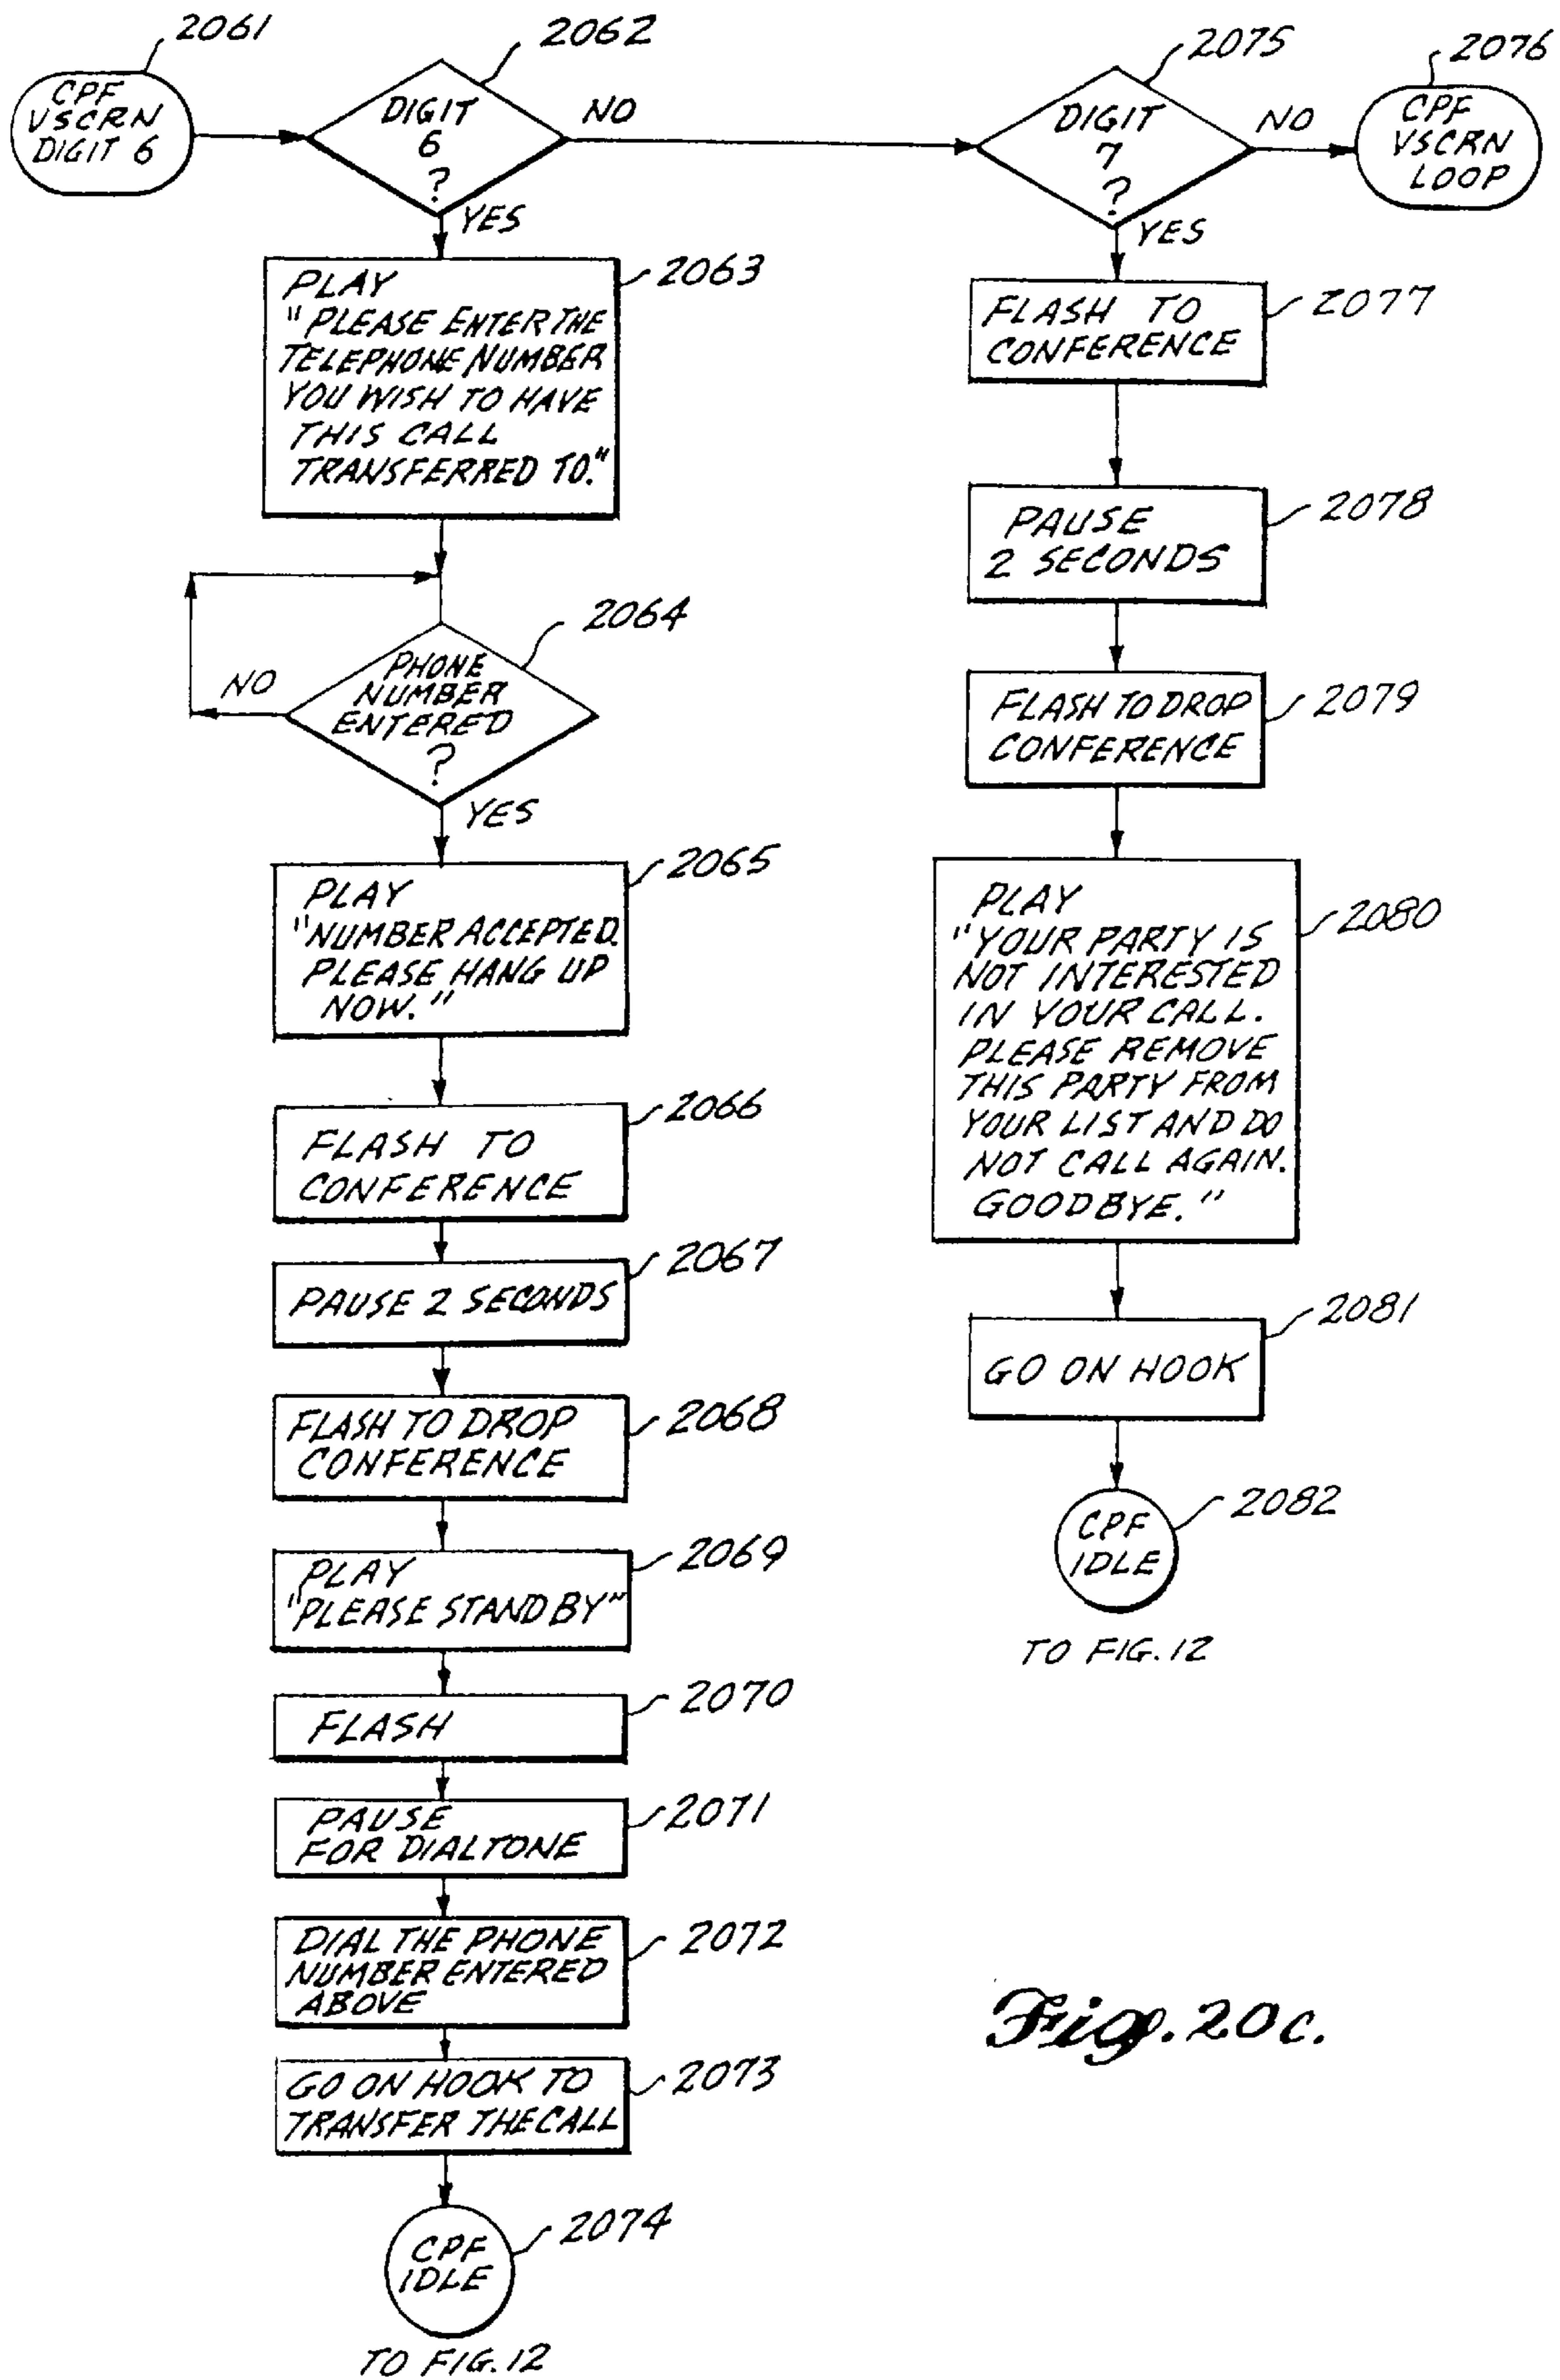 2061
CPF
VSCRN
DIGIT 6
2062
DIGIT
6
?
NO
YES
2075
DIGIT
7
?
NO
YES
2076
CPF
VSCRN
LOOP
2063
PLAY
"PLEASE ENTER THE
TELEPHONE NUMBER
YOU WISH TO HAVE
THIS CALL
TRANSFERRED TO."
2064
PHONE
NUMBER
ENTERED
?
NO
YES
2065
PLAY
"NUMBER ACCEPTED.
PLEASE HANG UP
NOW."
2066
FLASH TO
CONFERENCE
2067
PAUSE 2 SECONDS
2068
FLASH TO DROP
CONFERENCE
2069
PLAY
"PLEASE STAND BY"
2070
FLASH
2071
PAUSE
FOR DIALTONE
2072
DIAL THE PHONE
NUMBER ENTERED
ABOVE
2073
GO ON HOOK TO
TRANSFER THE CALL
2074
CPF
IDLE
TO FIG. 12
2077
FLASH TO
CONFERENCE
2078
PAUSE
2 SECONDS
2079
FLASH TO DROP
CONFERENCE
2080
PLAY
"YOUR PARTY IS
NOT INTERESTED
IN YOUR CALL.
PLEASE REMOVE
THIS PARTY FROM
YOUR LIST AND DO
NOT CALL AGAIN.
GOODBYE."
2081
GO ON HOOK
2082
CPF
IDLE
TO FIG. 12
Fig. 20c.